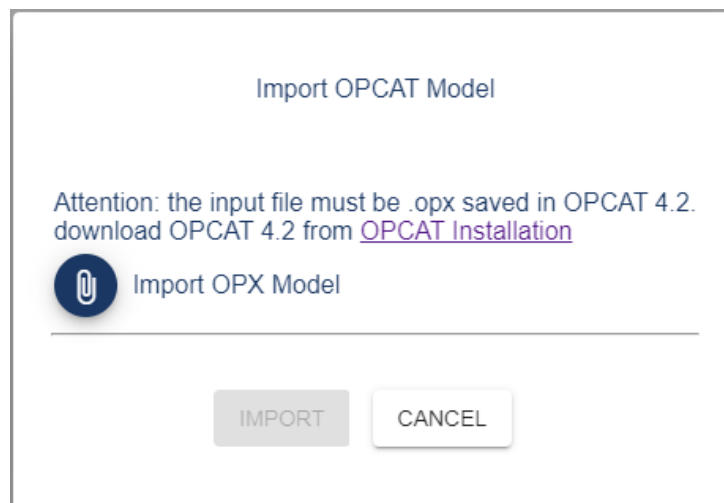 Import OPCAT Model
Attention: the input file must be .opx saved in OPCAT 4.2.
download OPCAT 4.2 from OPCAT Installation
Import OPX Model
IMPORT CANCEL